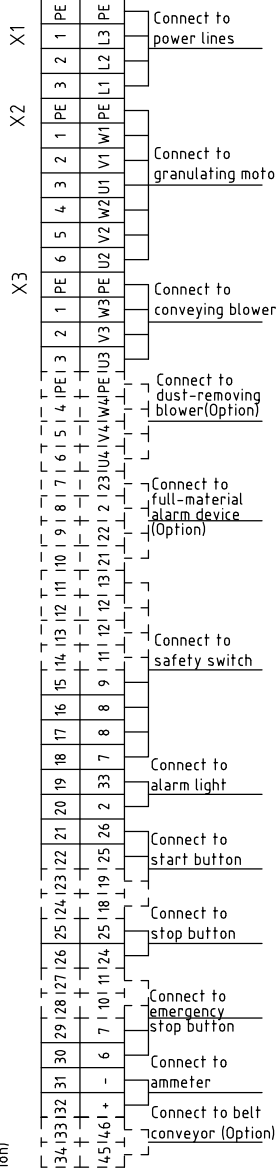 X1
PE PE
1 L3
2 L2
3 L1
Connect to
power lines
X2
PE PE
1 W1
2 V1
3 U1
4 W2
5 V2
6 U2
Connect to
granulating moto
X3
PE PE
1 W3
2 V3
3 U3
Connect to
conveying blower
PE PE
4 W4
5 V4
6 U4
Connect to
dust-removing
blower(Option)
7 23
8 2
9 22
10 21
Connect to
full-material
alarm device
(Option)
11 13
12 12
13 12
14 11
15 9
16 8
17 8
18 7
Connect to
safety switch
19 33
20 2
Connect to
alarm light
21 26
22 25
23 19
Connect to
start button
24 18
25 25
26 24
Connect to
stop button
27 11
28 10
29 7
30 6
Connect to
emergency
stop button
31 -
32 +
Connect to
ammeter
33 46
34 45
Connect to belt
conveyor (Option)
ion)